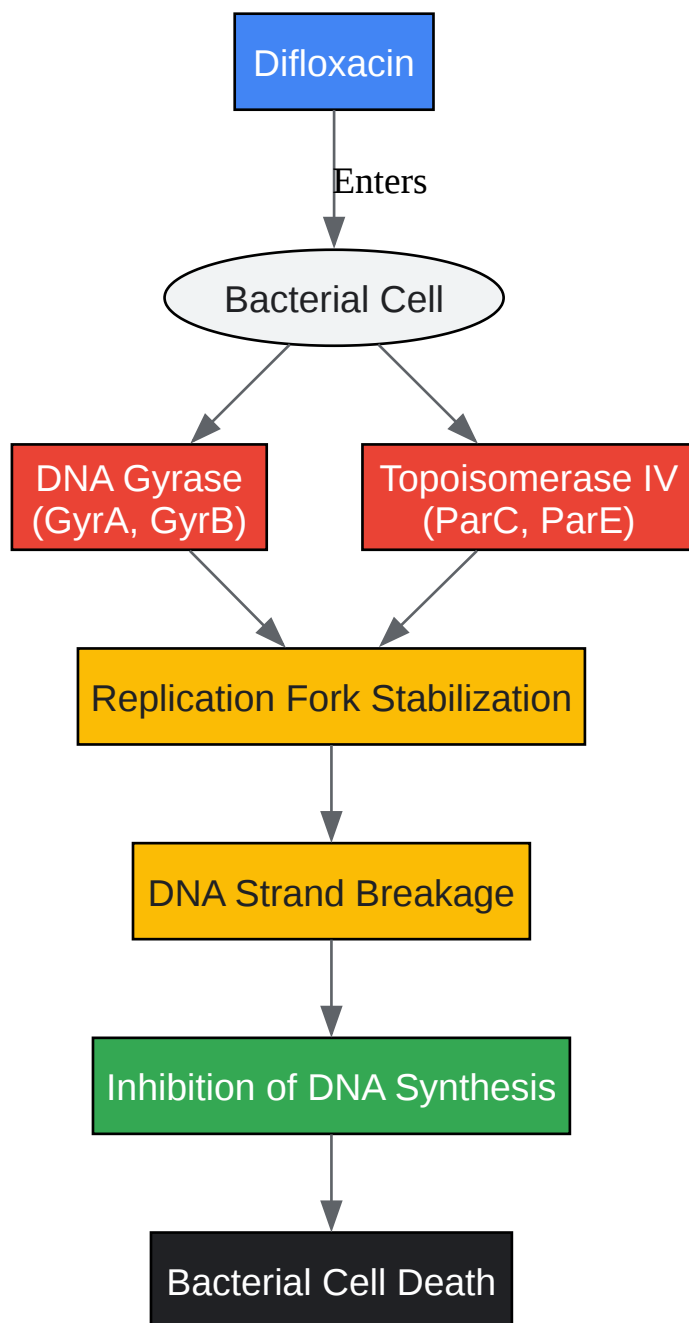 Difloxacin
Enters
Bacterial Cell
DNA Gyrase
(GyrA, GyrB)
Topoisomerase IV
(ParC, ParE)
Replication Fork Stabilization
DNA Strand Breakage
Inhibition of DNA Synthesis
Bacterial Cell Death